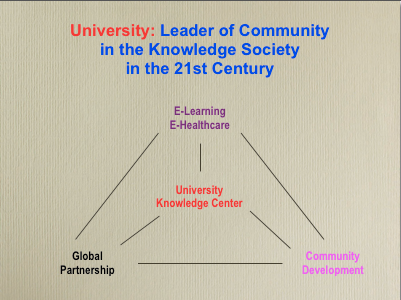 University: Leader of Community
in the Knowledge Society
in the 21st Century
E-Learning
E-Healthcare
University
Knowledge Center
Global
Partnership
Community
Development